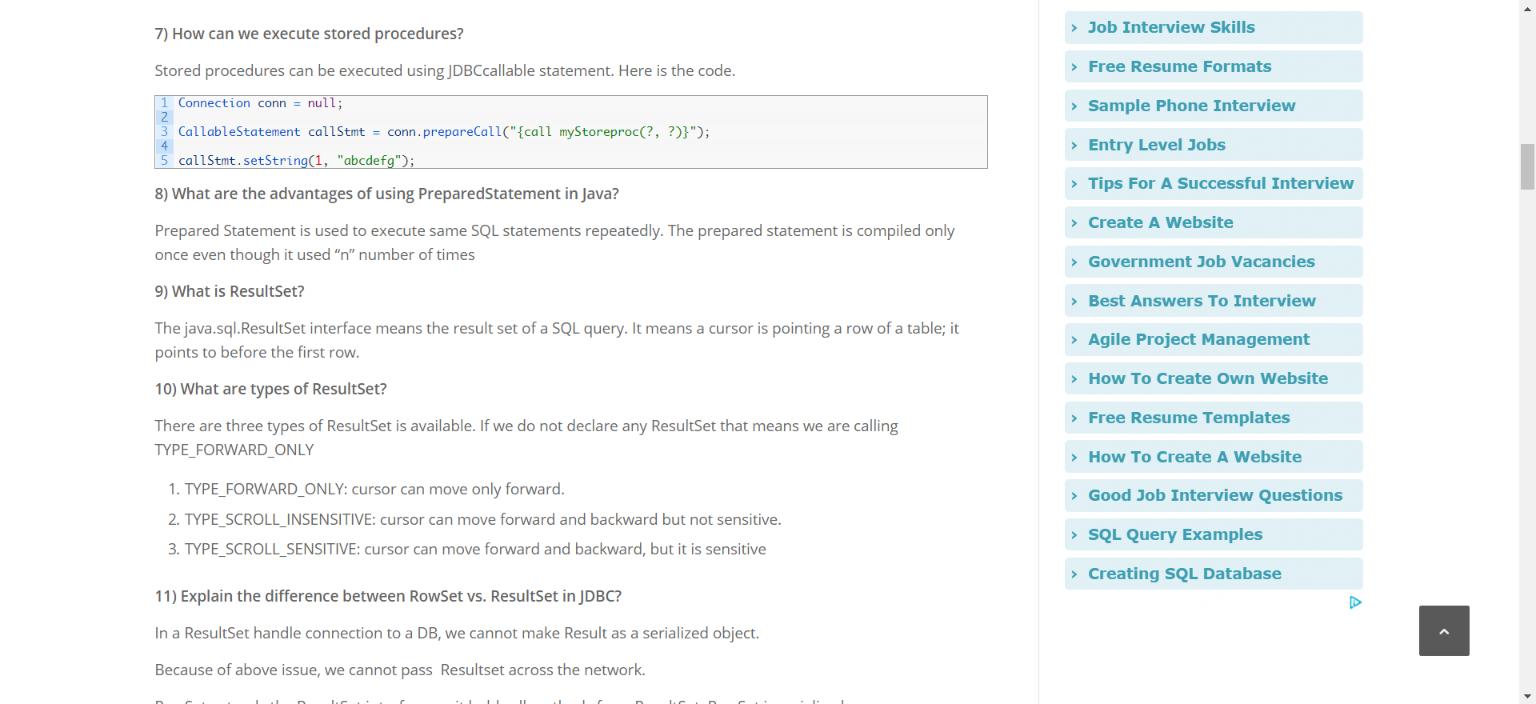 7) How can we execute stored procedures?
Stored procedures can be executed using JDBCcallable statement. Here is the code.
1 Connection conn = null;
2
3 CallableStatement callStmt = conn.prepareCall("{call myStoreproc(?, ?)}");
4
5 callStmt.setString(1, "abcdefg");
8) What are the advantages of using PreparedStatement in Java?
Prepared Statement is used to execute same SQL statements repeatedly. The prepared statement is compiled only
once even though it used “n” number of times
9) What is ResultSet?
The java.sql.ResultSet interface means the result set of a SQL query. It means a cursor is pointing a row of a table; it
points to before the first row.
10) What are types of ResultSet?
There are three types of ResultSet is available. If we do not declare any ResultSet that means we are calling
TYPE_FORWARD_ONLY
1. TYPE_FORWARD_ONLY: cursor can move only forward.
2. TYPE_SCROLL_INSENSITIVE: cursor can move forward and backward but not sensitive.
3. TYPE_SCROLL_SENSITIVE: cursor can move forward and backward, but it is sensitive
11) Explain the difference between RowSet vs. ResultSet in JDBC?
In a ResultSet handle connection to a DB, we cannot make Result as a serialized object.
Because of above issue, we cannot pass  Resultset across the network.
Job Interview Skills
Free Resume Formats
Sample Phone Interview
Entry Level Jobs
Tips For A Successful Interview
Create A Website
Government Job Vacancies
Best Answers To Interview
Agile Project Management
How To Create Own Website
Free Resume Templates
How To Create A Website
Good Job Interview Questions
SQL Query Examples
Creating SQL Database